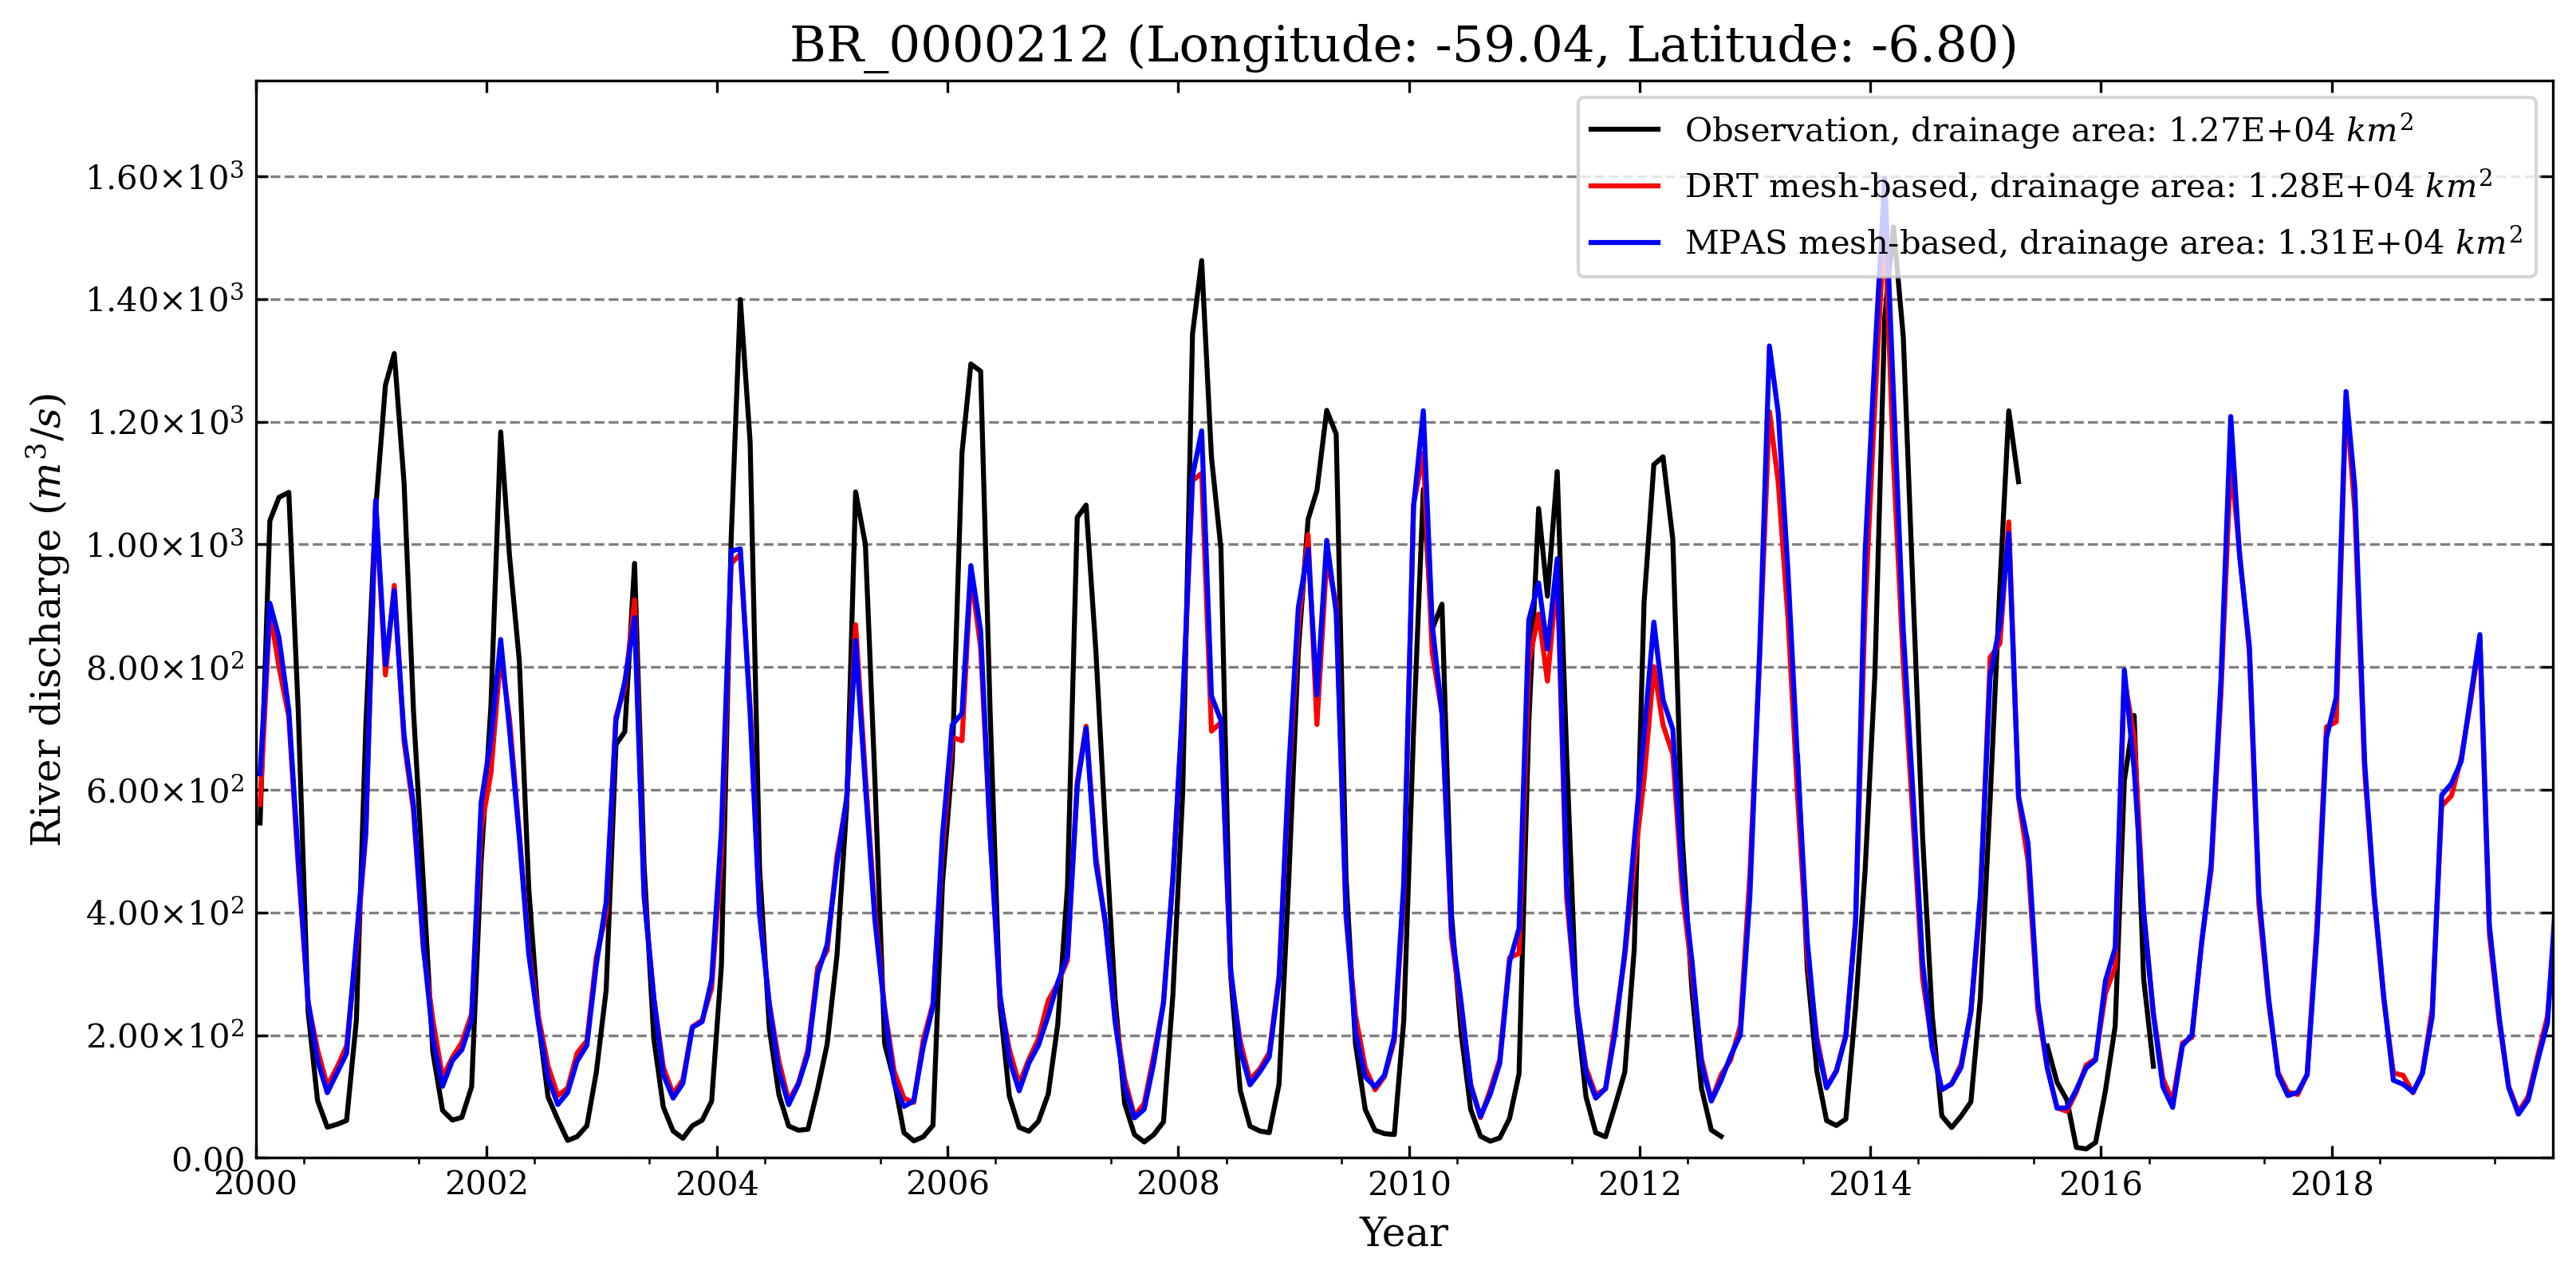 BR_0000212 (Longitude: -59.04, Latitude: -6.80)
Observation, drainage area: 1.27E+04 km²
DRT mesh-based, drainage area: 1.28E+04 km²
MPAS mesh-based, drainage area: 1.31E+04 km²
River discharge (m³/s)
1.60×10³
1.40×10³
1.20×10³
1.00×10³
8.00×10²
6.00×10²
4.00×10²
2.00×10²
0.00
2000 2002 2004 2006 2008 2010 2012 2014 2016 2018
Year